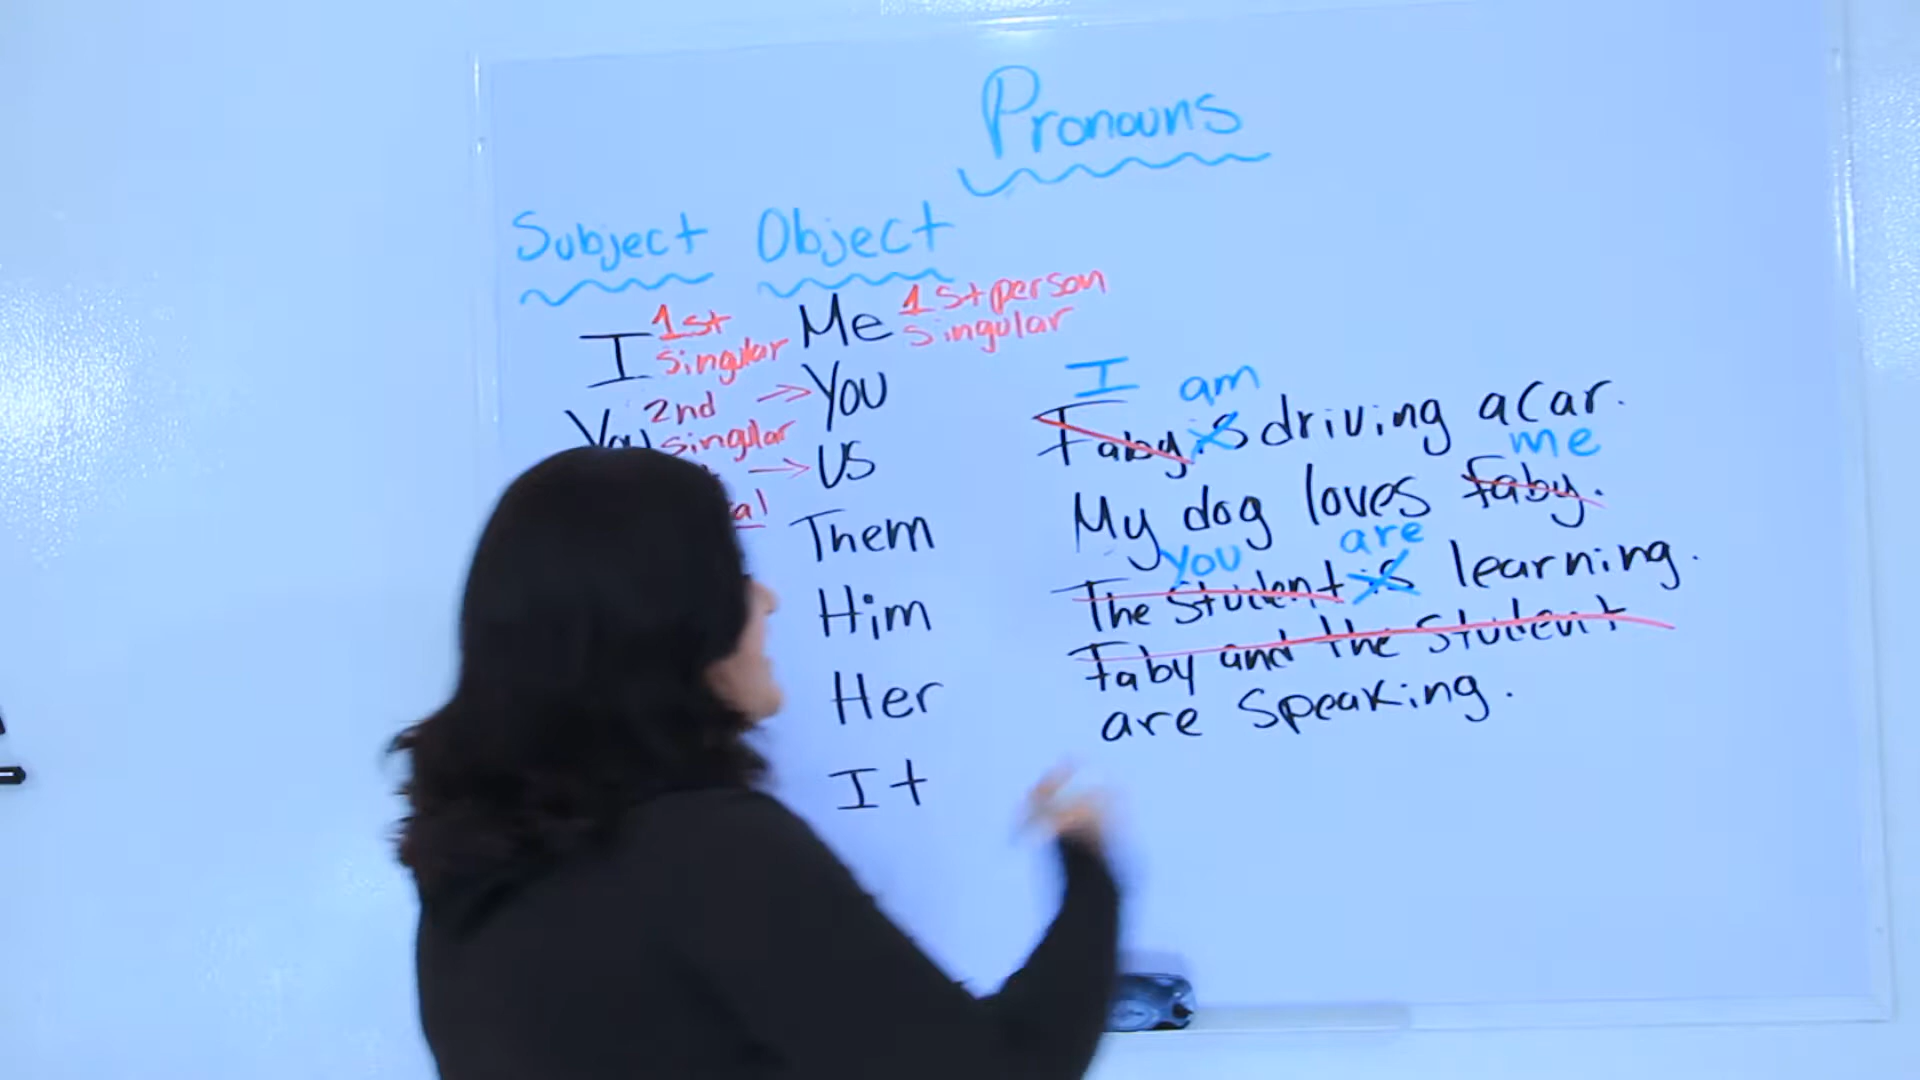 Pronouns
Subject Object
I 1st singular Me 1st person singular
You 2nd singular → You
→ us
Them
Him
Her
It
I am
Faby is driving a car.
me
My dog loves faby.
you are
The Student is learning.
Faby and the Student
are speaking.